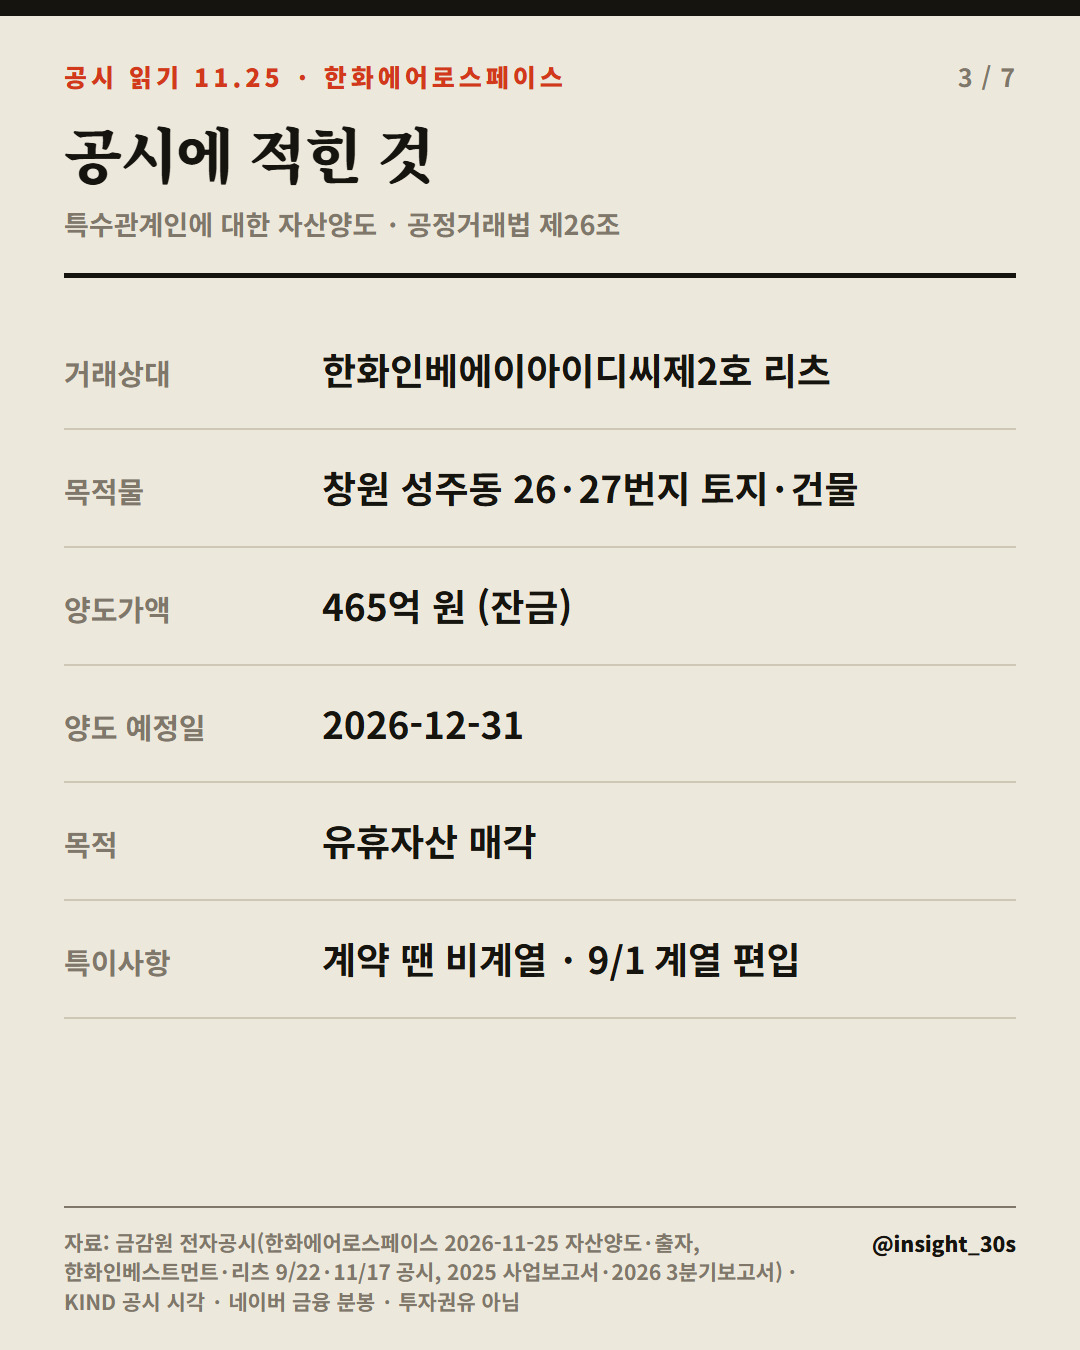 공시 읽기 11.25 · 한화에어로스페이스
3 / 7
공시에 적힌 것
특수관계인에 대한 자산양도 · 공정거래법 제26조
거래상대 한화인베에이아이디씨제2호 리츠
목적물 창원 성주동 26·27번지 토지·건물
양도가액 465억 원 (잔금)
양도 예정일 2026-12-31
목적 유휴자산 매각
특이사항 계약 땐 비계열 · 9/1 계열 편입
자료: 금감원 전자공시(한화에어로스페이스 2026-11-25 자산양도·출자,
한화인베스트먼트·리츠 9/22·11/17 공시, 2025 사업보고서·2026 3분기보고서) ·
KIND 공시 시각 · 네이버 금융 분봉 · 투자권유 아님
@insight_30s